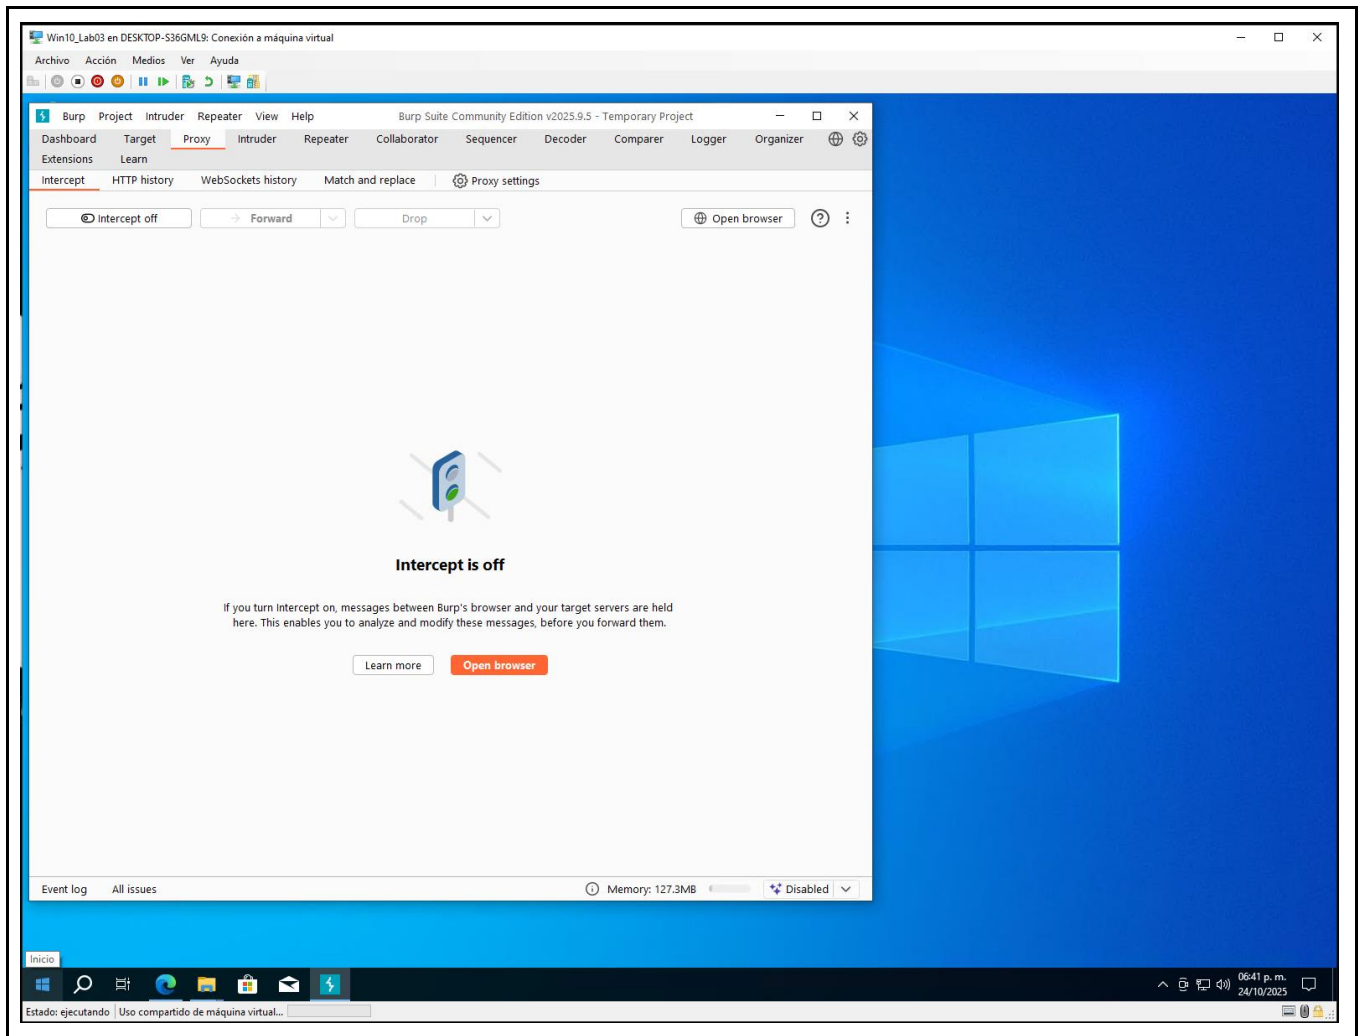 Win10_Lab03 en DESKTOP-S36GML9: Conexión a máquina virtual
Archivo Acción Medios Ver Ayuda
Burp Project Intruder Repeater View Help Burp Suite Community Edition v2025.9.5 - Temporary Project
Dashboard Target Proxy Intruder Repeater Collaborator Sequencer Decoder Comparer Logger Organizer
Extensions Learn
Intercept HTTP history WebSockets history Match and replace Proxy settings
Intercept off Forward Drop Open browser
Intercept is off
If you turn Intercept on, messages between Burp's browser and your target servers are held
here. This enables you to analyze and modify these messages, before you forward them.
Learn more Open browser
Event log All issues Memory: 127.3MB Disabled
Inicio
06:41 p. m.
24/10/2025
Estado: ejecutando Uso compartido de máquina virtual...